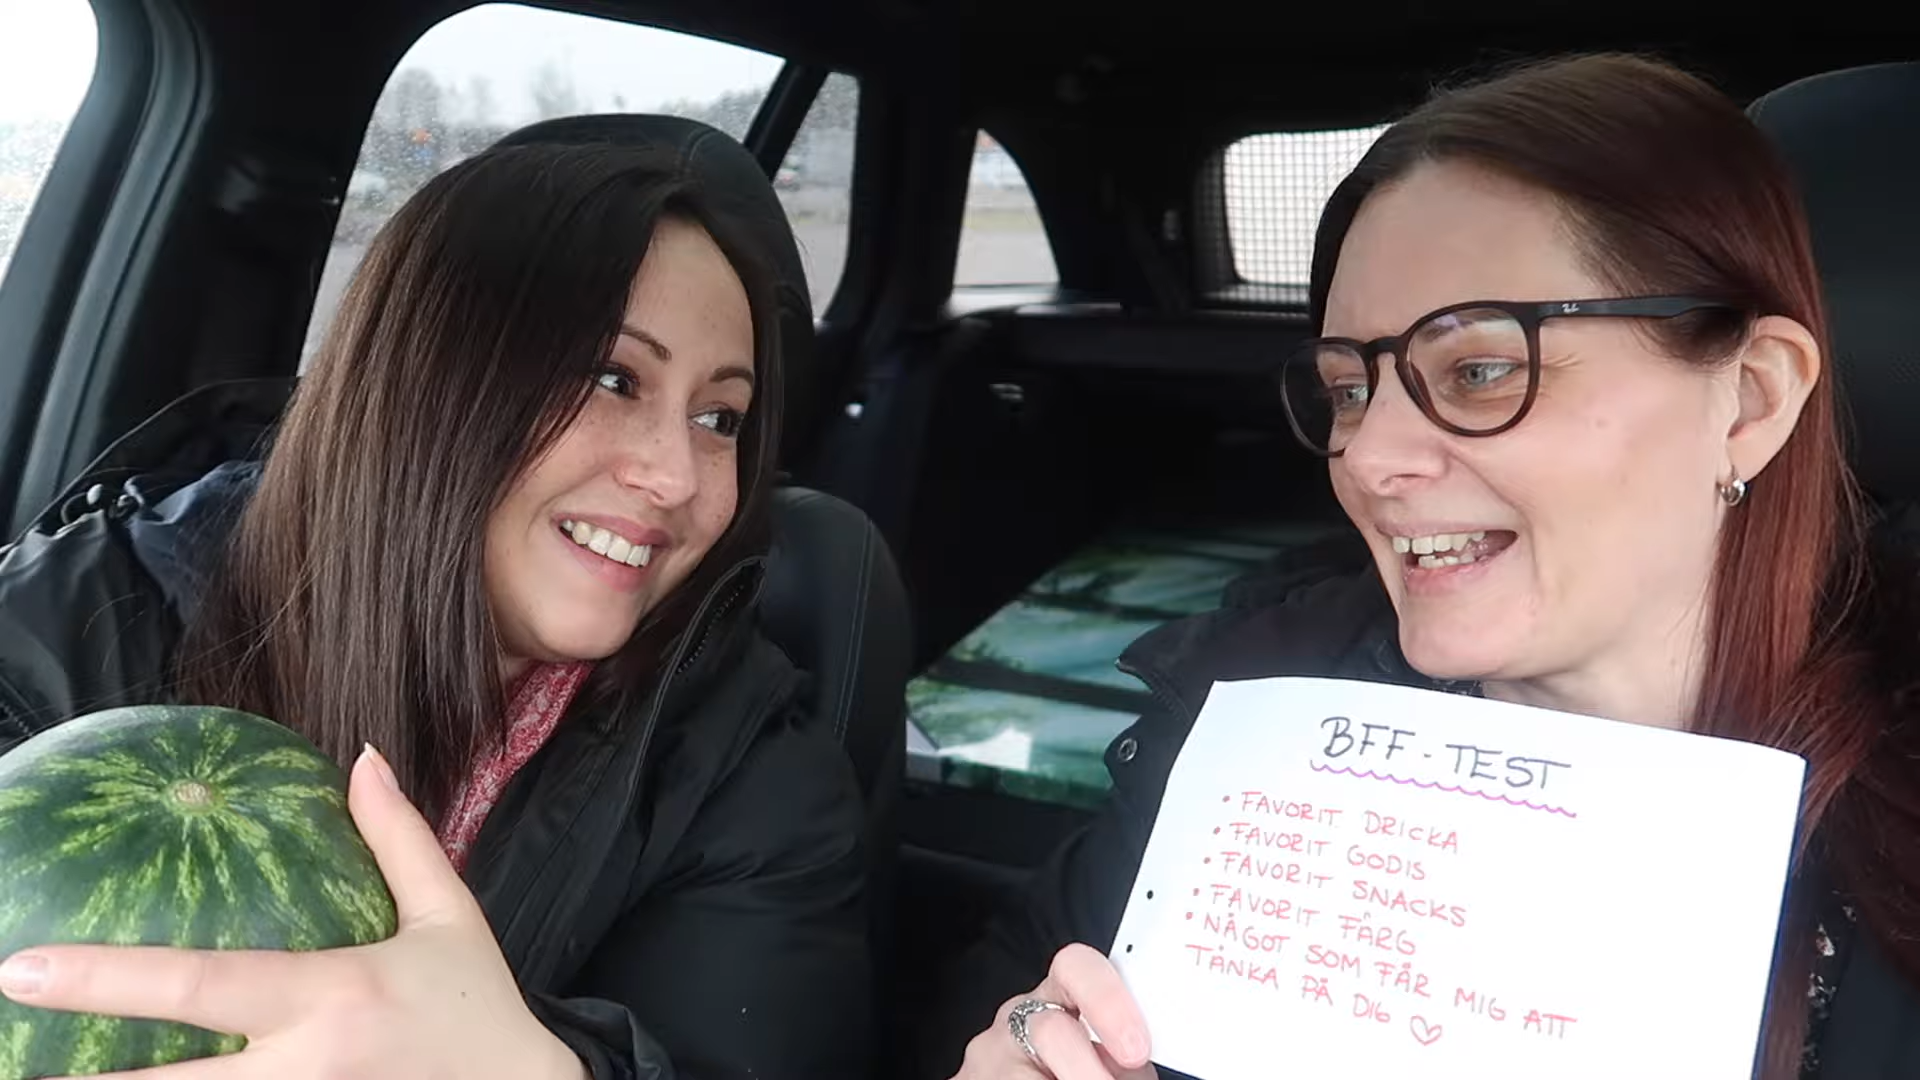 BFF-TEST
• FAVORIT DRICKA
• FAVORIT GODIS
• FAVORIT SNACKS
• FAVORIT FÄRG
• NÅGOT SOM FÅR MIG ATT
TÄNKA PÅ DIG ♡